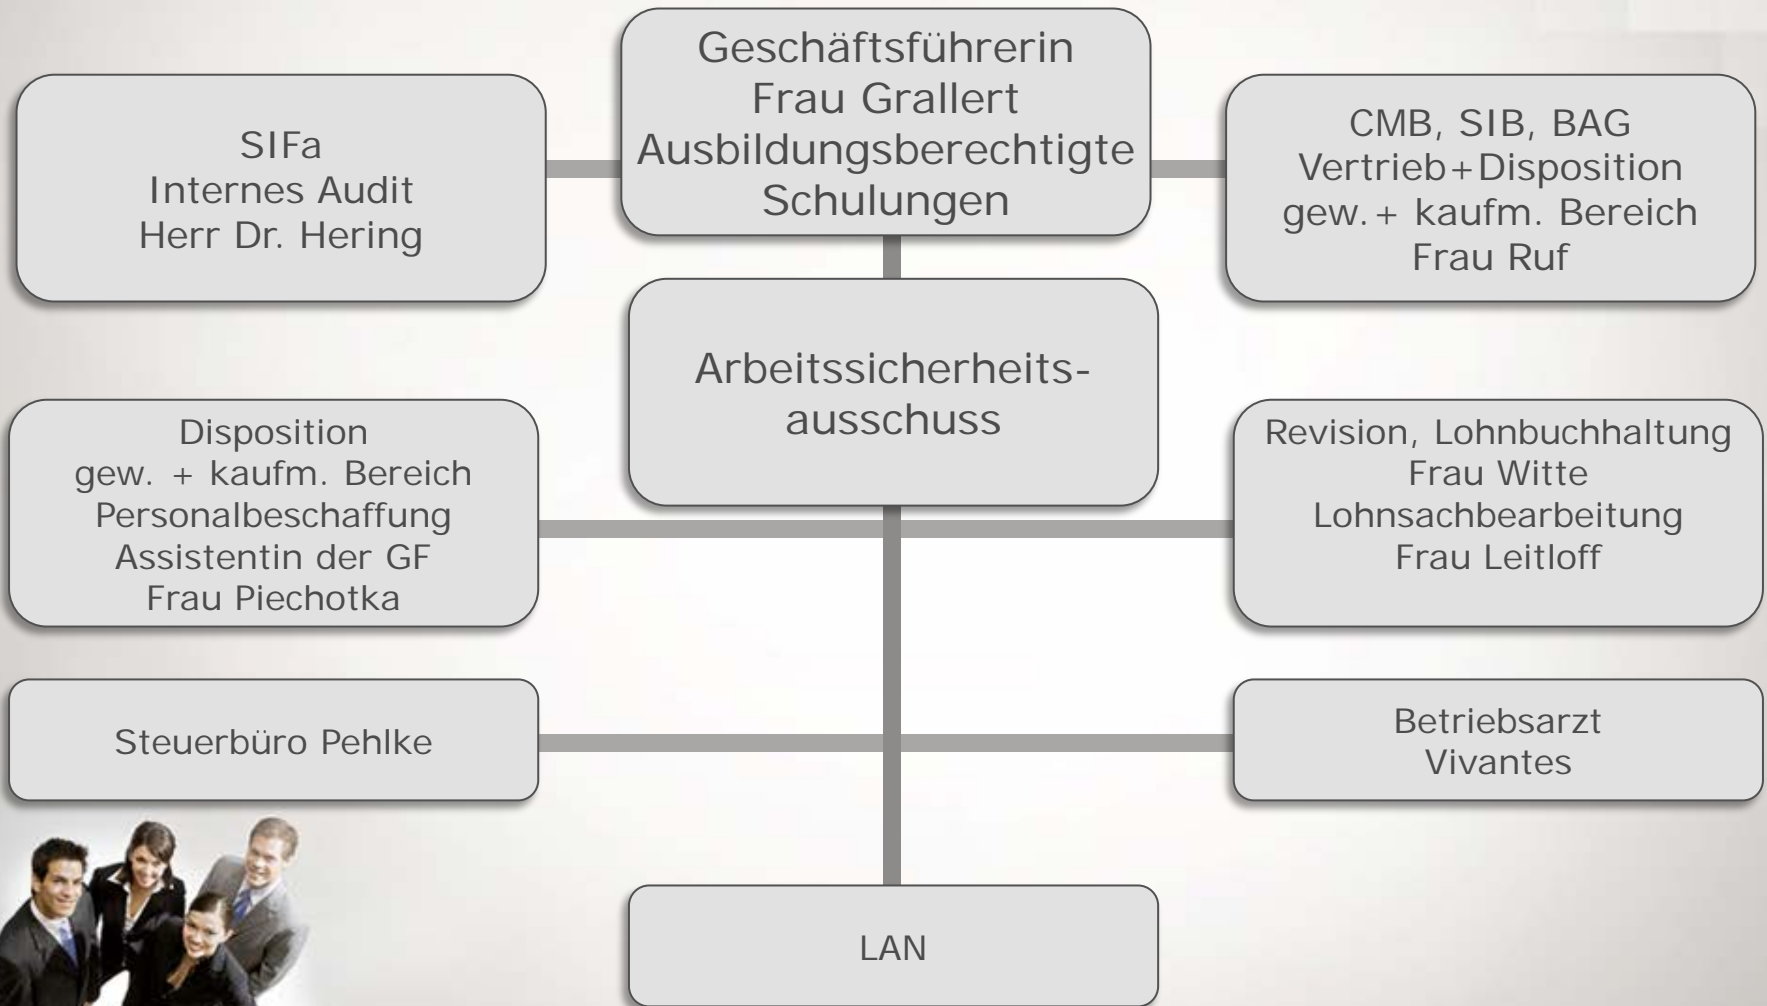 Geschäftsführerin
Frau Grallert
Ausbildungsberechtigte
Schulungen
SIFa
Internes Audit
Herr Dr. Hering
CMB, SIB, BAG
Vertrieb+Disposition
gew.+ kaufm. Bereich
Frau Ruf
Arbeitssicherheits-
ausschuss
Disposition
gew. + kaufm. Bereich
Personalbeschaffung
Assistentin der GF
Frau Piechotka
Revision, Lohnbuchhaltung
Frau Witte
Lohnsachbearbeitung
Frau Leitloff
Steuerbüro Pehlke
Betriebsarzt
Vivantes
LAN